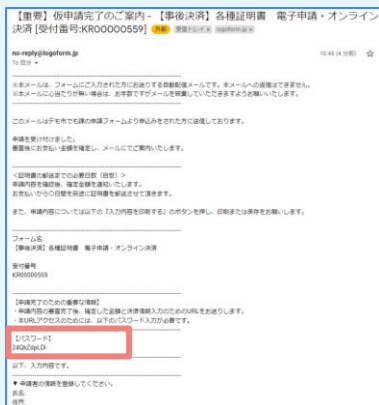 【重要】仮申請完了のご案内 - 【事後決済】各種証明書　電子申請・オンライン
決済 [受付番号:KR00000559]
外部 受信トレイ × logoform.jp ×
no-reply@logoform.jp
10:46 (4 分前)
To 自分
※本メールは、フォームにご入力された方にお送りする自動配信メールです。本メールへの返信はできません。
※本メールに心当たりが無い場合は、お手数ですがメールを破棄していただきますようお願いいたします。
このメールはデモ市でも課の申請フォームより申込みをされた方に送信しております。
申請を受け付けました。
審査後にお支払い金額を確定し、メールにてご案内いたします。
<証明書の郵送までの必要日数（目安）>
申請内容を確認後、確定金額を通知いたします。
お支払いから〇日間を目途に証明書を郵送させて頂きます。
また、申請内容については以下の「入力内容を印刷する」のボタンを押し、印刷または保存をお願いします。
フォーム名
【事後決済】各種証明書　電子申請・オンライン決済
受付番号
KR00000559
【申請完了のための重要な情報】
・申請内容の審査完了後、確定した金額と決済情報入力のためのURLをお送りします。
・本URLアクセスのためには、以下のパスワード入力が必要です。
【パスワード】
24QkZdpLDi
以下、入力内容です。
▼ 申請者の情報を登録してください。
氏名:
住所: